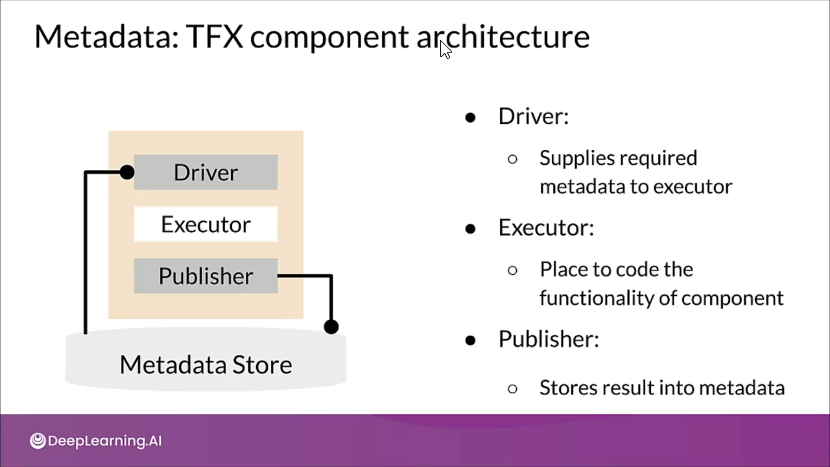 Metadata: TFX component architecture
Driver
Executor
Publisher
Metadata Store
● Driver:
○ Supplies required
metadata to executor
● Executor:
○ Place to code the
functionality of component
● Publisher:
○ Stores result into metadata
DeepLearning.AI